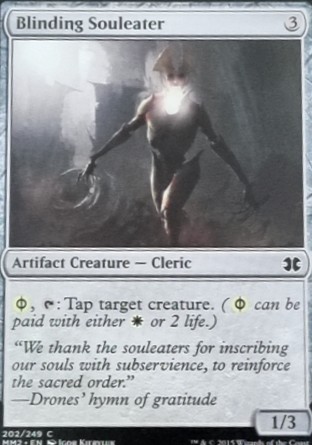 Blinding Souleater 3
Artifact Creature — Cleric
Tap target creature. ( can be
paid with either or 2 life.)
"We thank the souleaters for inscribing
our souls with subservience, to reinforce
the sacred order."
—Drones' hymn of gratitude
1/3
202/249 C
MM2 • EN Igor Kieryluk
™ & © 2015 Wizards of the Coast